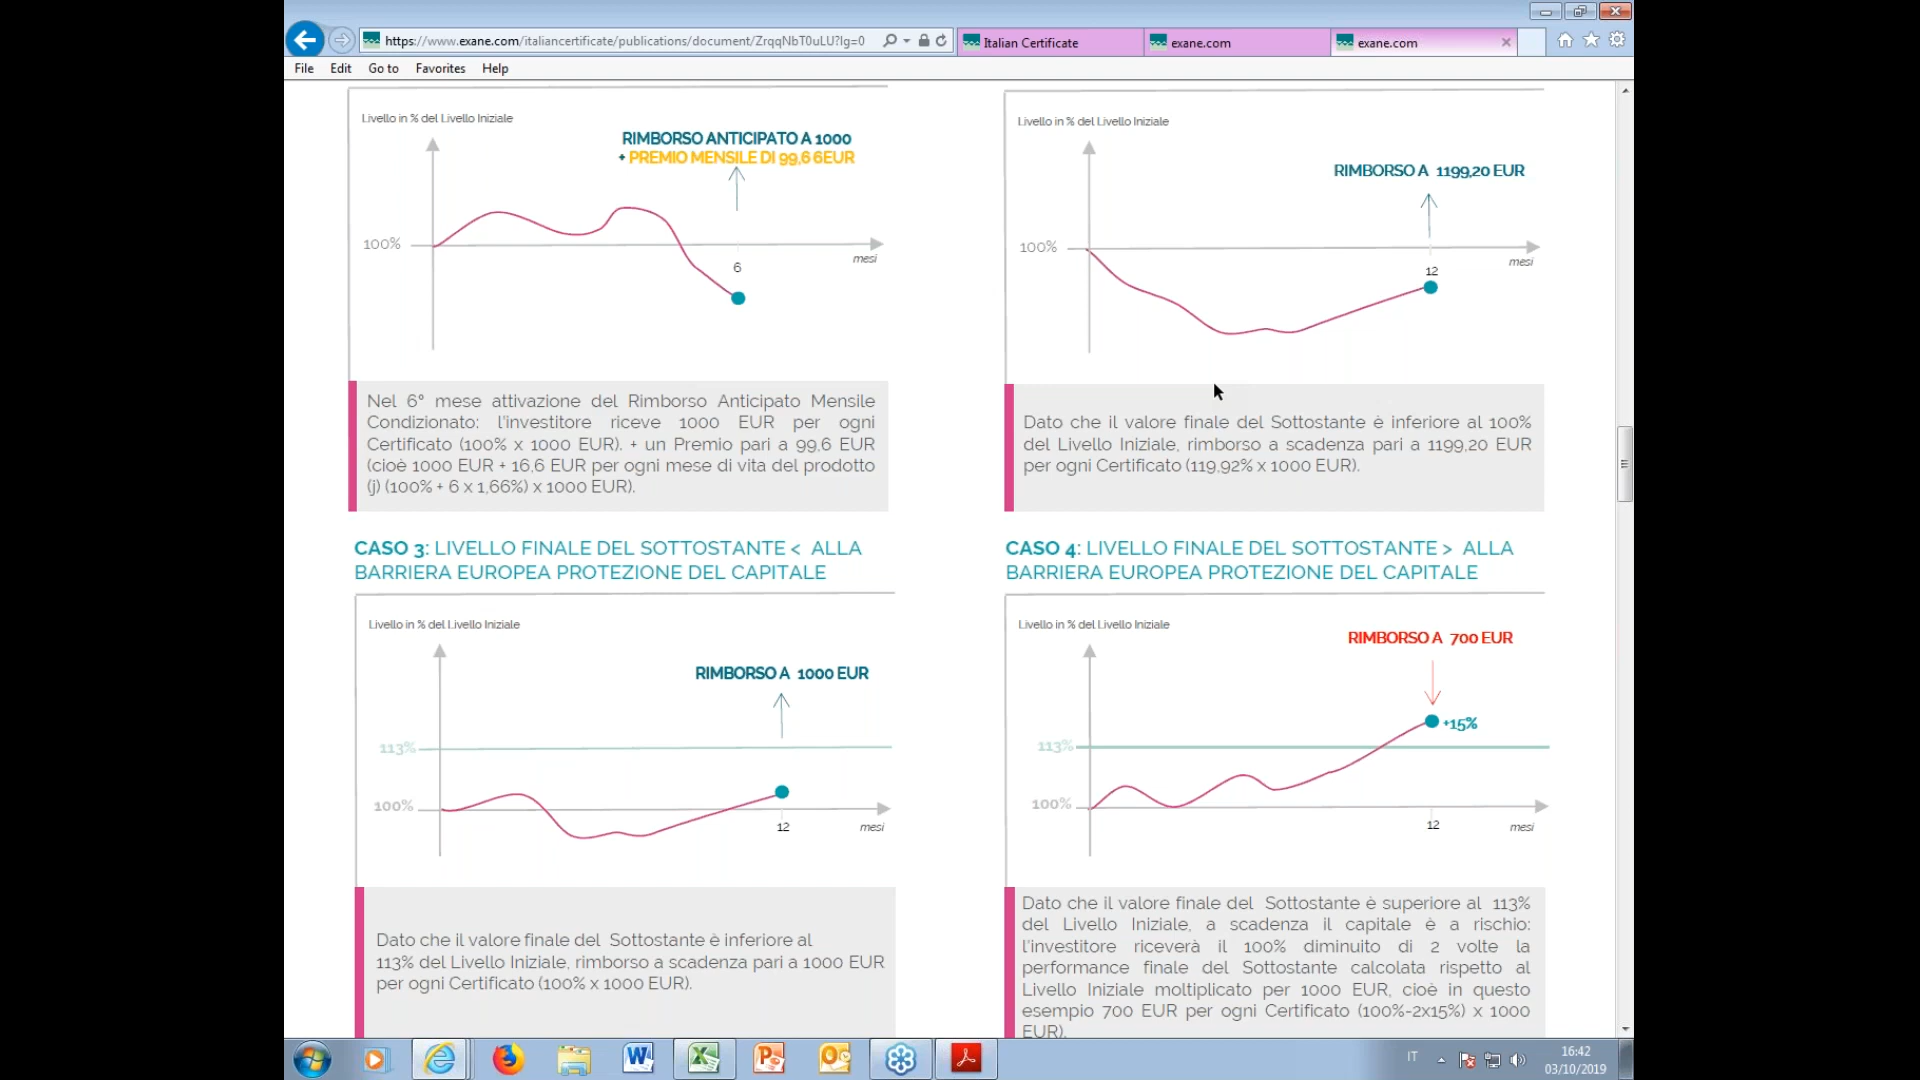 https://www.exane.com/italiancertificate/publications/document/ZrqqNbT0uLU?lg=0
Italian Certificate
exane.com
exane.com
File Edit Go to Favorites Help
Livello in % del Livello Iniziale
RIMBORSO ANTICIPATO A 1000
+ PREMIO MENSILE DI 99,6 6EUR
100%
6
mesi
Nel 6° mese attivazione del Rimborso Anticipato Mensile
Condizionato: l'investitore riceve 1000 EUR per ogni
Certificato (100% x 1000 EUR). + un Premio pari a 99,6 EUR
(cioè 1000 EUR + 16,6 EUR per ogni mese di vita del prodotto
(j) (100% + 6 x 1,66%) x 1000 EUR).
Livello in % del Livello Iniziale
RIMBORSO A 1199,20 EUR
100%
12
mesi
Dato che il valore finale del Sottostante è inferiore al 100%
del Livello Iniziale, rimborso a scadenza pari a 1199,20 EUR
per ogni Certificato (119,92% x 1000 EUR).
CASO 3: LIVELLO FINALE DEL SOTTOSTANTE < ALLA
BARRIERA EUROPEA PROTEZIONE DEL CAPITALE
Livello in % del Livello Iniziale
RIMBORSO A 1000 EUR
113%
100%
12
mesi
Dato che il valore finale del Sottostante è inferiore al
113% del Livello Iniziale, rimborso a scadenza pari a 1000 EUR
per ogni Certificato (100% x 1000 EUR).
CASO 4: LIVELLO FINALE DEL SOTTOSTANTE > ALLA
BARRIERA EUROPEA PROTEZIONE DEL CAPITALE
Livello in % del Livello Iniziale
RIMBORSO A 700 EUR
+15%
113%
100%
12
mesi
Dato che il valore finale del Sottostante è superiore al 113%
del Livello Iniziale, a scadenza il capitale è a rischio:
l'investitore riceverà il 100% diminuito di 2 volte la
performance finale del Sottostante calcolata rispetto al
Livello Iniziale moltiplicato per 1000 EUR, cioè in questo
esempio 700 EUR per ogni Certificato (100%-2x15%) x 1000
EUR).
IT
16:42
03/10/2019